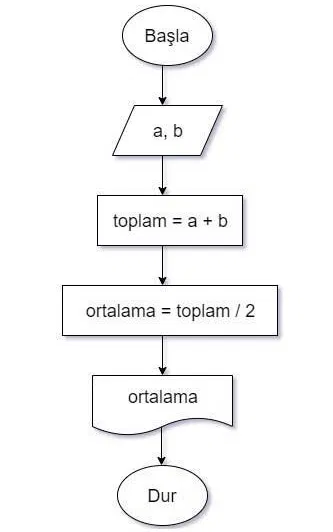 Başla
a, b
toplam = a + b
ortalama = toplam / 2
ortalama
Dur